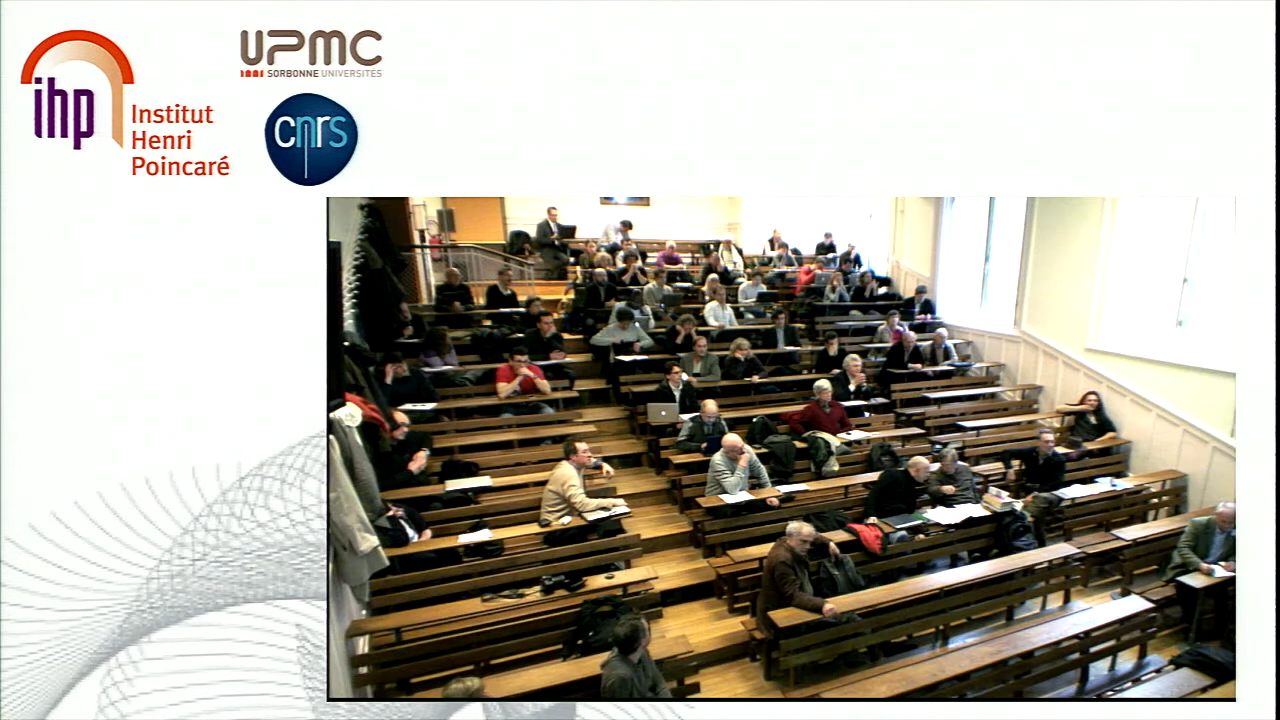 ihp
Institut
Henri
Poincaré
UPMC
SORBONNE UNIVERSITÉS
cnrs